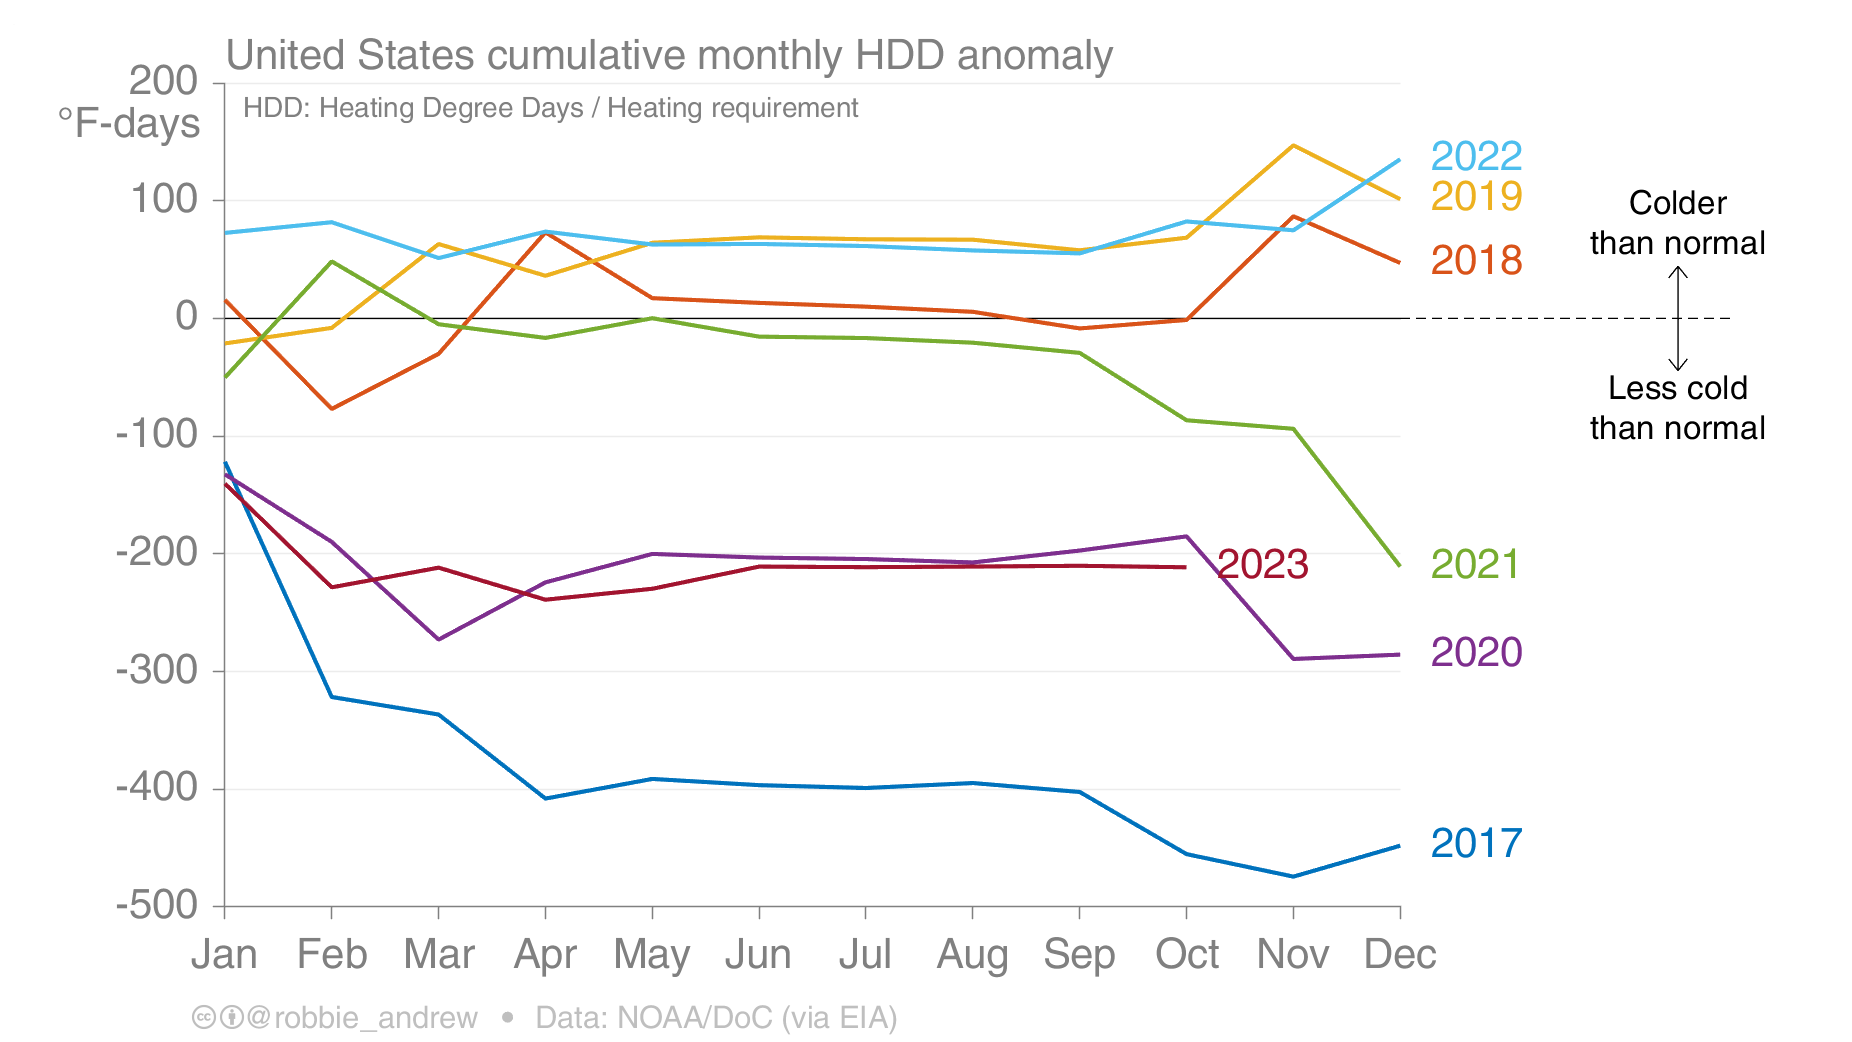 United States cumulative monthly HDD anomaly
200
°F-days
HDD: Heating Degree Days / Heating requirement
100
0
-100
-200
-300
-400
-500
2022
2019
2018
2023
2021
2020
2017
Colder
than normal
Less cold
than normal
Jan Feb Mar Apr May Jun Jul Aug Sep Oct Nov Dec
cc @robbie_andrew • Data: NOAA/DoC (via EIA)